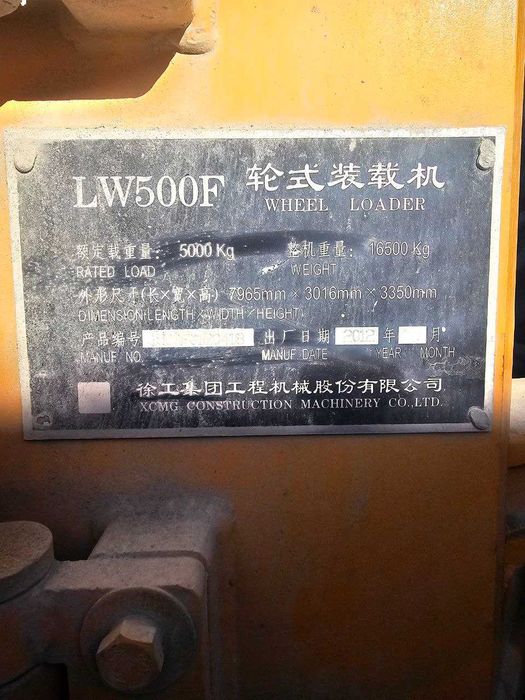 LW500F 轮式装载机
WHEEL LOADER
额定载重量: 5000 Kg 整机重量: 16500 Kg
RATED LOAD WEIGHT
外形尺寸(长×宽×高) 7965mm × 3016mm × 3350mm
DIMENSION(LENGTH×WIDTH×HEIGHT)
产品编号 出厂日期 2012 年 月
MANUF NO. MANUF DATE YEAR MONTH
徐工集团工程机械股份有限公司
XCMG CONSTRUCTION MACHINERY CO.,LTD.